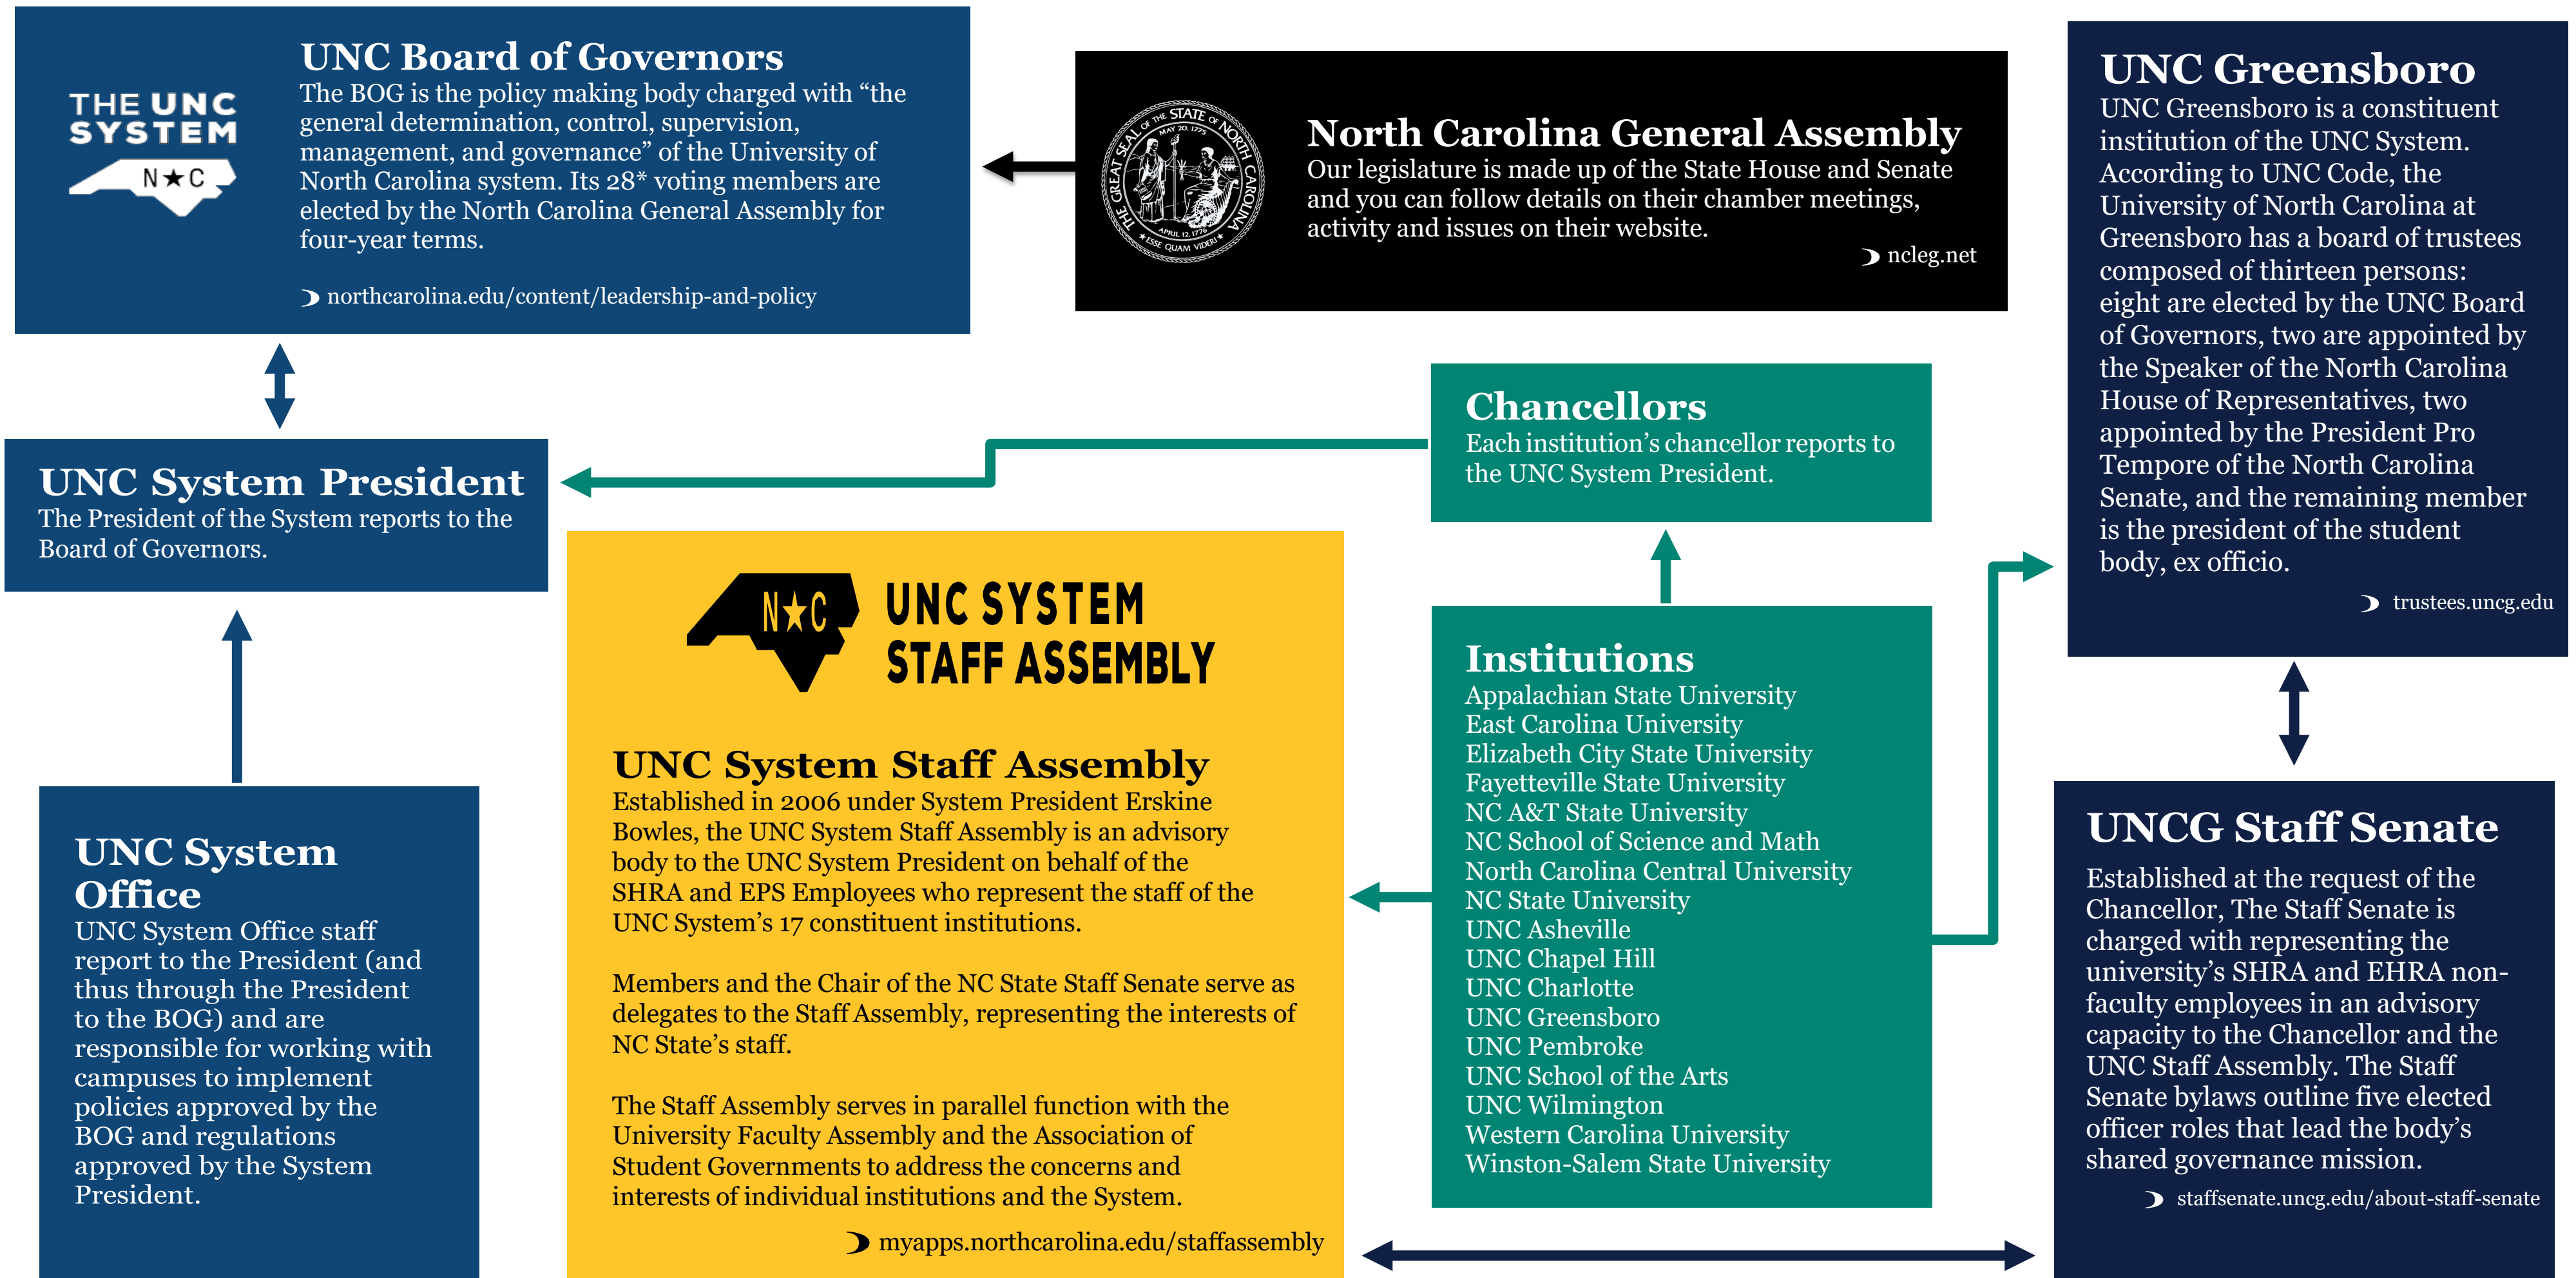 THE UNC
SYSTEM
N★C
UNC Board of Governors
The BOG is the policy making body charged with “the
general determination, control, supervision,
management, and governance” of the University of
North Carolina system. Its 28* voting members are
elected by the North Carolina General Assembly for
four-year terms.
northcarolina.edu/content/leadership-and-policy
THE GREAT SEAL OF THE STATE OF NORTH CAROLINA
MAY 20, 1775
APRIL 12, 1776
★ ESSE QUAM VIDERI ★
North Carolina General Assembly
Our legislature is made up of the State House and Senate
and you can follow details on their chamber meetings,
activity and issues on their website.
ncleg.net
UNC Greensboro
UNC Greensboro is a constituent
institution of the UNC System.
According to UNC Code, the
University of North Carolina at
Greensboro has a board of trustees
composed of thirteen persons:
eight are elected by the UNC Board
of Governors, two are appointed by
the Speaker of the North Carolina
House of Representatives, two
appointed by the President Pro
Tempore of the North Carolina
Senate, and the remaining member
is the president of the student
body, ex officio.
trustees.uncg.edu
Chancellors
Each institution’s chancellor reports to
the UNC System President.
UNC System President
The President of the System reports to the
Board of Governors.
N★C
UNC SYSTEM
STAFF ASSEMBLY
UNC System Staff Assembly
Established in 2006 under System President Erskine
Bowles, the UNC System Staff Assembly is an advisory
body to the UNC System President on behalf of the
SHRA and EPS Employees who represent the staff of the
UNC System’s 17 constituent institutions.
Members and the Chair of the NC State Staff Senate serve as
delegates to the Staff Assembly, representing the interests of
NC State’s staff.
The Staff Assembly serves in parallel function with the
University Faculty Assembly and the Association of
Student Governments to address the concerns and
interests of individual institutions and the System.
myapps.northcarolina.edu/staffassembly
Institutions
Appalachian State University
East Carolina University
Elizabeth City State University
Fayetteville State University
NC A&T State University
NC School of Science and Math
North Carolina Central University
NC State University
UNC Asheville
UNC Chapel Hill
UNC Charlotte
UNC Greensboro
UNC Pembroke
UNC School of the Arts
UNC Wilmington
Western Carolina University
Winston-Salem State University
UNC System
Office
UNC System Office staff
report to the President (and
thus through the President
to the BOG) and are
responsible for working with
campuses to implement
policies approved by the
BOG and regulations
approved by the System
President.
UNCG Staff Senate
Established at the request of the
Chancellor, The Staff Senate is
charged with representing the
university’s SHRA and EHRA non-
faculty employees in an advisory
capacity to the Chancellor and the
UNC Staff Assembly. The Staff
Senate bylaws outline five elected
officer roles that lead the body’s
shared governance mission.
staffsenate.uncg.edu/about-staff-senate